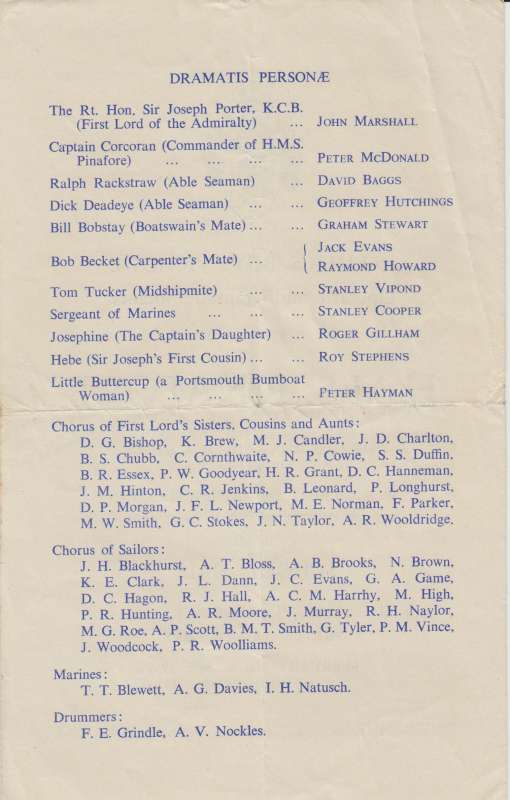 DRAMATIS PERSONÆ
The Rt. Hon. Sir Joseph Porter, K.C.B.
(First Lord of the Admiralty) ... JOHN MARSHALL
Captain Corcoran (Commander of H.M.S.
Pinafore) ... ... ... ... PETER MCDONALD
Ralph Rackstraw (Able Seaman) ... DAVID BAGGS
Dick Deadeye (Able Seaman) ... ... GEOFFREY HUTCHINGS
Bill Bobstay (Boatswain's Mate) ... ... GRAHAM STEWART
Bob Becket (Carpenter's Mate) ... { JACK EVANS
RAYMOND HOWARD
Tom Tucker (Midshipmite) ... ... STANLEY VIPOND
Sergeant of Marines ... ... ... STANLEY COOPER
Josephine (The Captain's Daughter) ... ROGER GILLHAM
Hebe (Sir Joseph's First Cousin) ... ... ROY STEPHENS
Little Buttercup (a Portsmouth Bumboat
Woman) ... ... ... ... PETER HAYMAN
Chorus of First Lord's Sisters, Cousins and Aunts:
D. G. Bishop, K. Brew, M. J. Candler, J. D. Charlton,
B. S. Chubb, C. Cornthwaite, N. P. Cowie, S. S. Duffin,
B. R. Essex, P. W. Goodyear, H. R. Grant, D. C. Hanneman,
J. M. Hinton, C. R. Jenkins, B. Leonard, P. Longhurst,
D. P. Morgan, J. F. L. Newport, M. E. Norman, F. Parker,
M. W. Smith, G. C. Stokes, J. N. Taylor, A. R. Wooldridge.
Chorus of Sailors:
J. H. Blackhurst, A. T. Bloss, A. B. Brooks, N. Brown,
K. E. Clark, J. L. Dann, J. C. Evans, G. A. Game,
D. C. Hagon, R. J. Hall, A. C. M. Harrhy, M. High,
P. R. Hunting, A. R. Moore, J. Murray, R. H. Naylor,
M. G. Roe, A. P. Scott, B. M. T. Smith, G. Tyler, P. M. Vince,
J. Woodcock, P. R. Woolliams.
Marines:
T. T. Blewett, A. G. Davies, I. H. Natusch.
Drummers:
F. E. Grindle, A. V. Nockles.